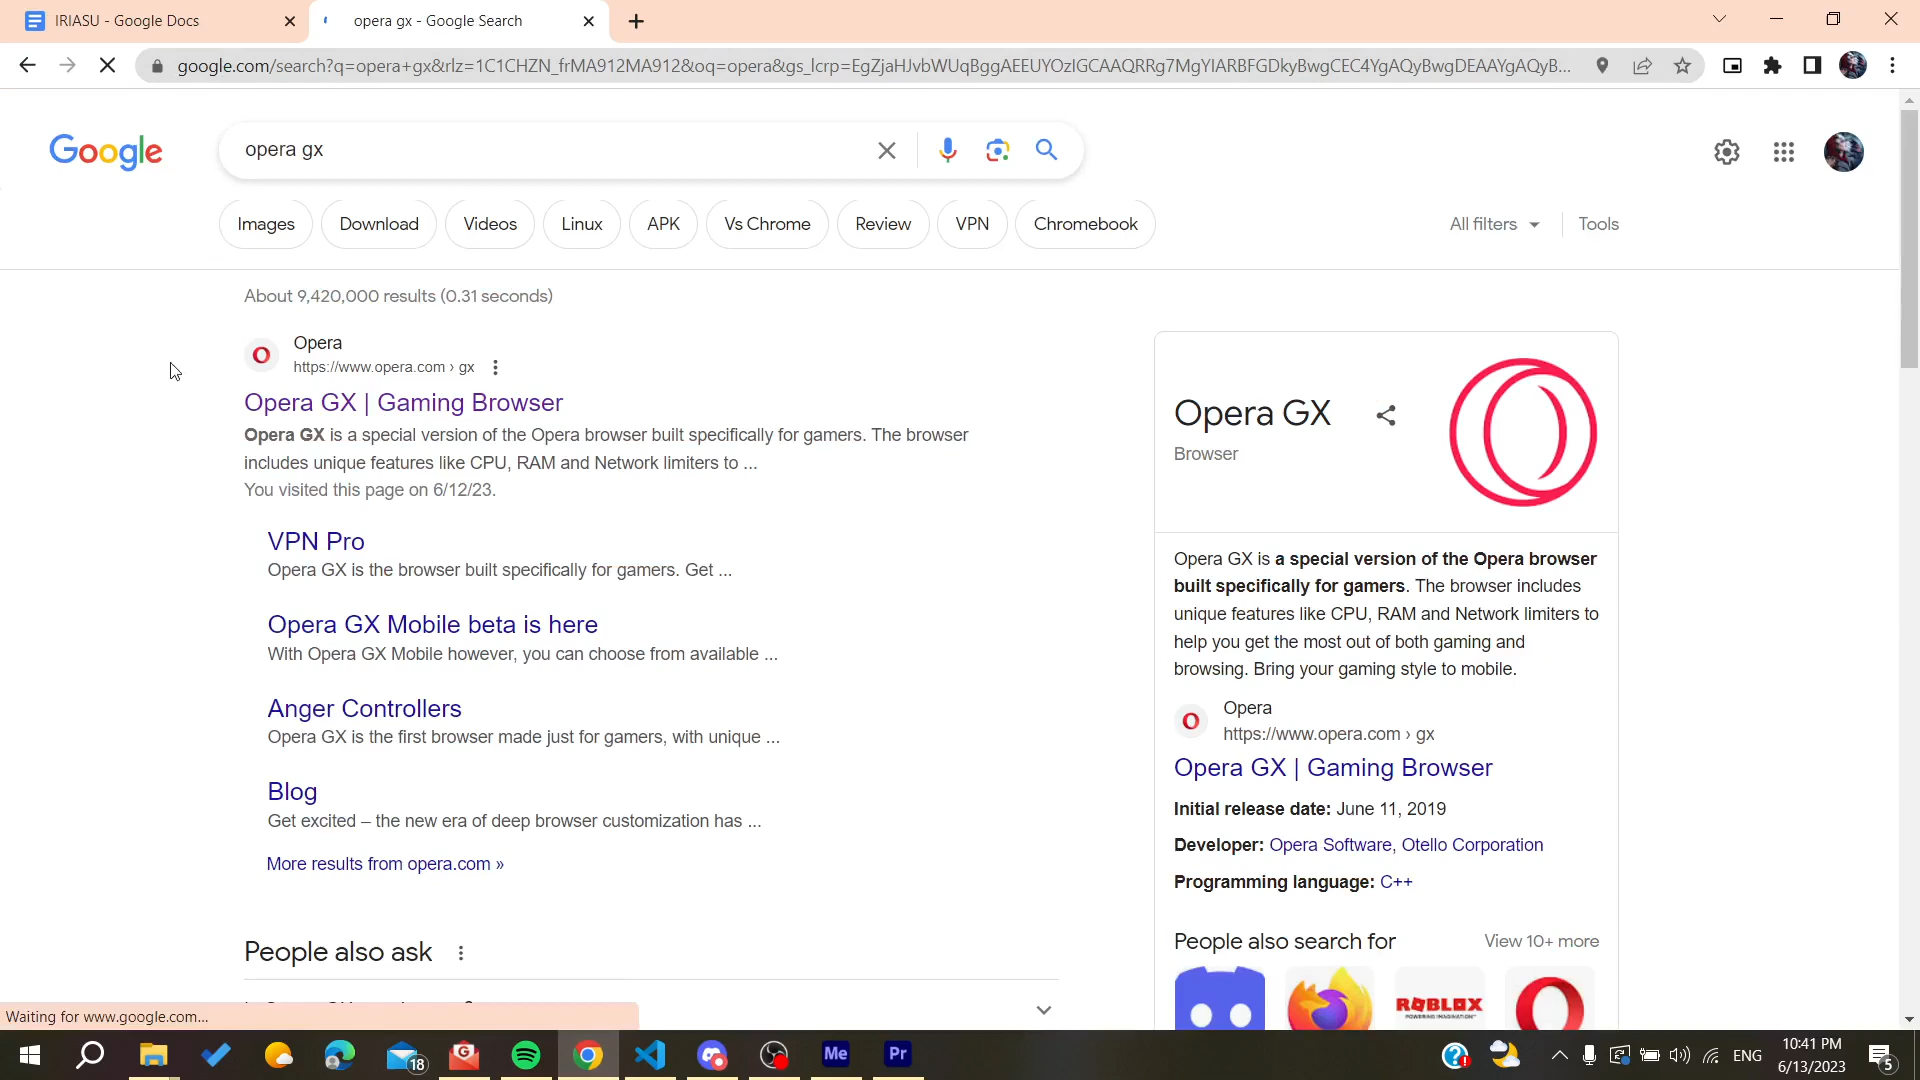 IRIASU - Google Docs
opera gx - Google Search
google.com/search?q=opera+gx&rlz=1C1CHZN_frMA912MA912&oq=opera&gs_lcrp=EgZjaHJvbWUqBggAEEUYOzIGCAAQRRg7MgYIARBFGDkyBwgCEC4YgAQyBwgDEAAYgAQyB...
Google
opera gx
Images
Download
Videos
Linux
APK
Vs Chrome
Review
VPN
Chromebook
All filters
Tools
About 9,420,000 results (0.31 seconds)
Opera
https://www.opera.com › gx
Opera GX | Gaming Browser
Opera GX is a special version of the Opera browser built specifically for gamers. The browser
includes unique features like CPU, RAM and Network limiters to ...
You visited this page on 6/12/23.
VPN Pro
Opera GX is the browser built specifically for gamers. Get ...
Opera GX Mobile beta is here
With Opera GX Mobile however, you can choose from available ...
Anger Controllers
Opera GX is the first browser made just for gamers, with unique ...
Blog
Get excited – the new era of deep browser customization has ...
More results from opera.com »
People also ask
Opera GX
Browser
Opera GX is a special version of the Opera browser
built specifically for gamers. The browser includes
unique features like CPU, RAM and Network limiters to
help you get the most out of both gaming and
browsing. Bring your gaming style to mobile.
Opera
https://www.opera.com › gx
Opera GX | Gaming Browser
Initial release date: June 11, 2019
Developer: Opera Software, Otello Corporation
Programming language: C++
People also search for
View 10+ more
ROBLOX
POWERING IMAGINATION
Waiting for www.google.com...
18
Me
Pr
ENG
10:41 PM
6/13/2023
5